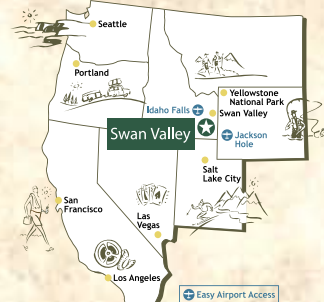 Seattle
Portland
Yellowstone
National Park
Idaho Falls
Swan Valley
Swan Valley
Jackson
Hole
Salt
Lake City
San
Francisco
Las
Vegas
Los Angeles
Easy Airport Access